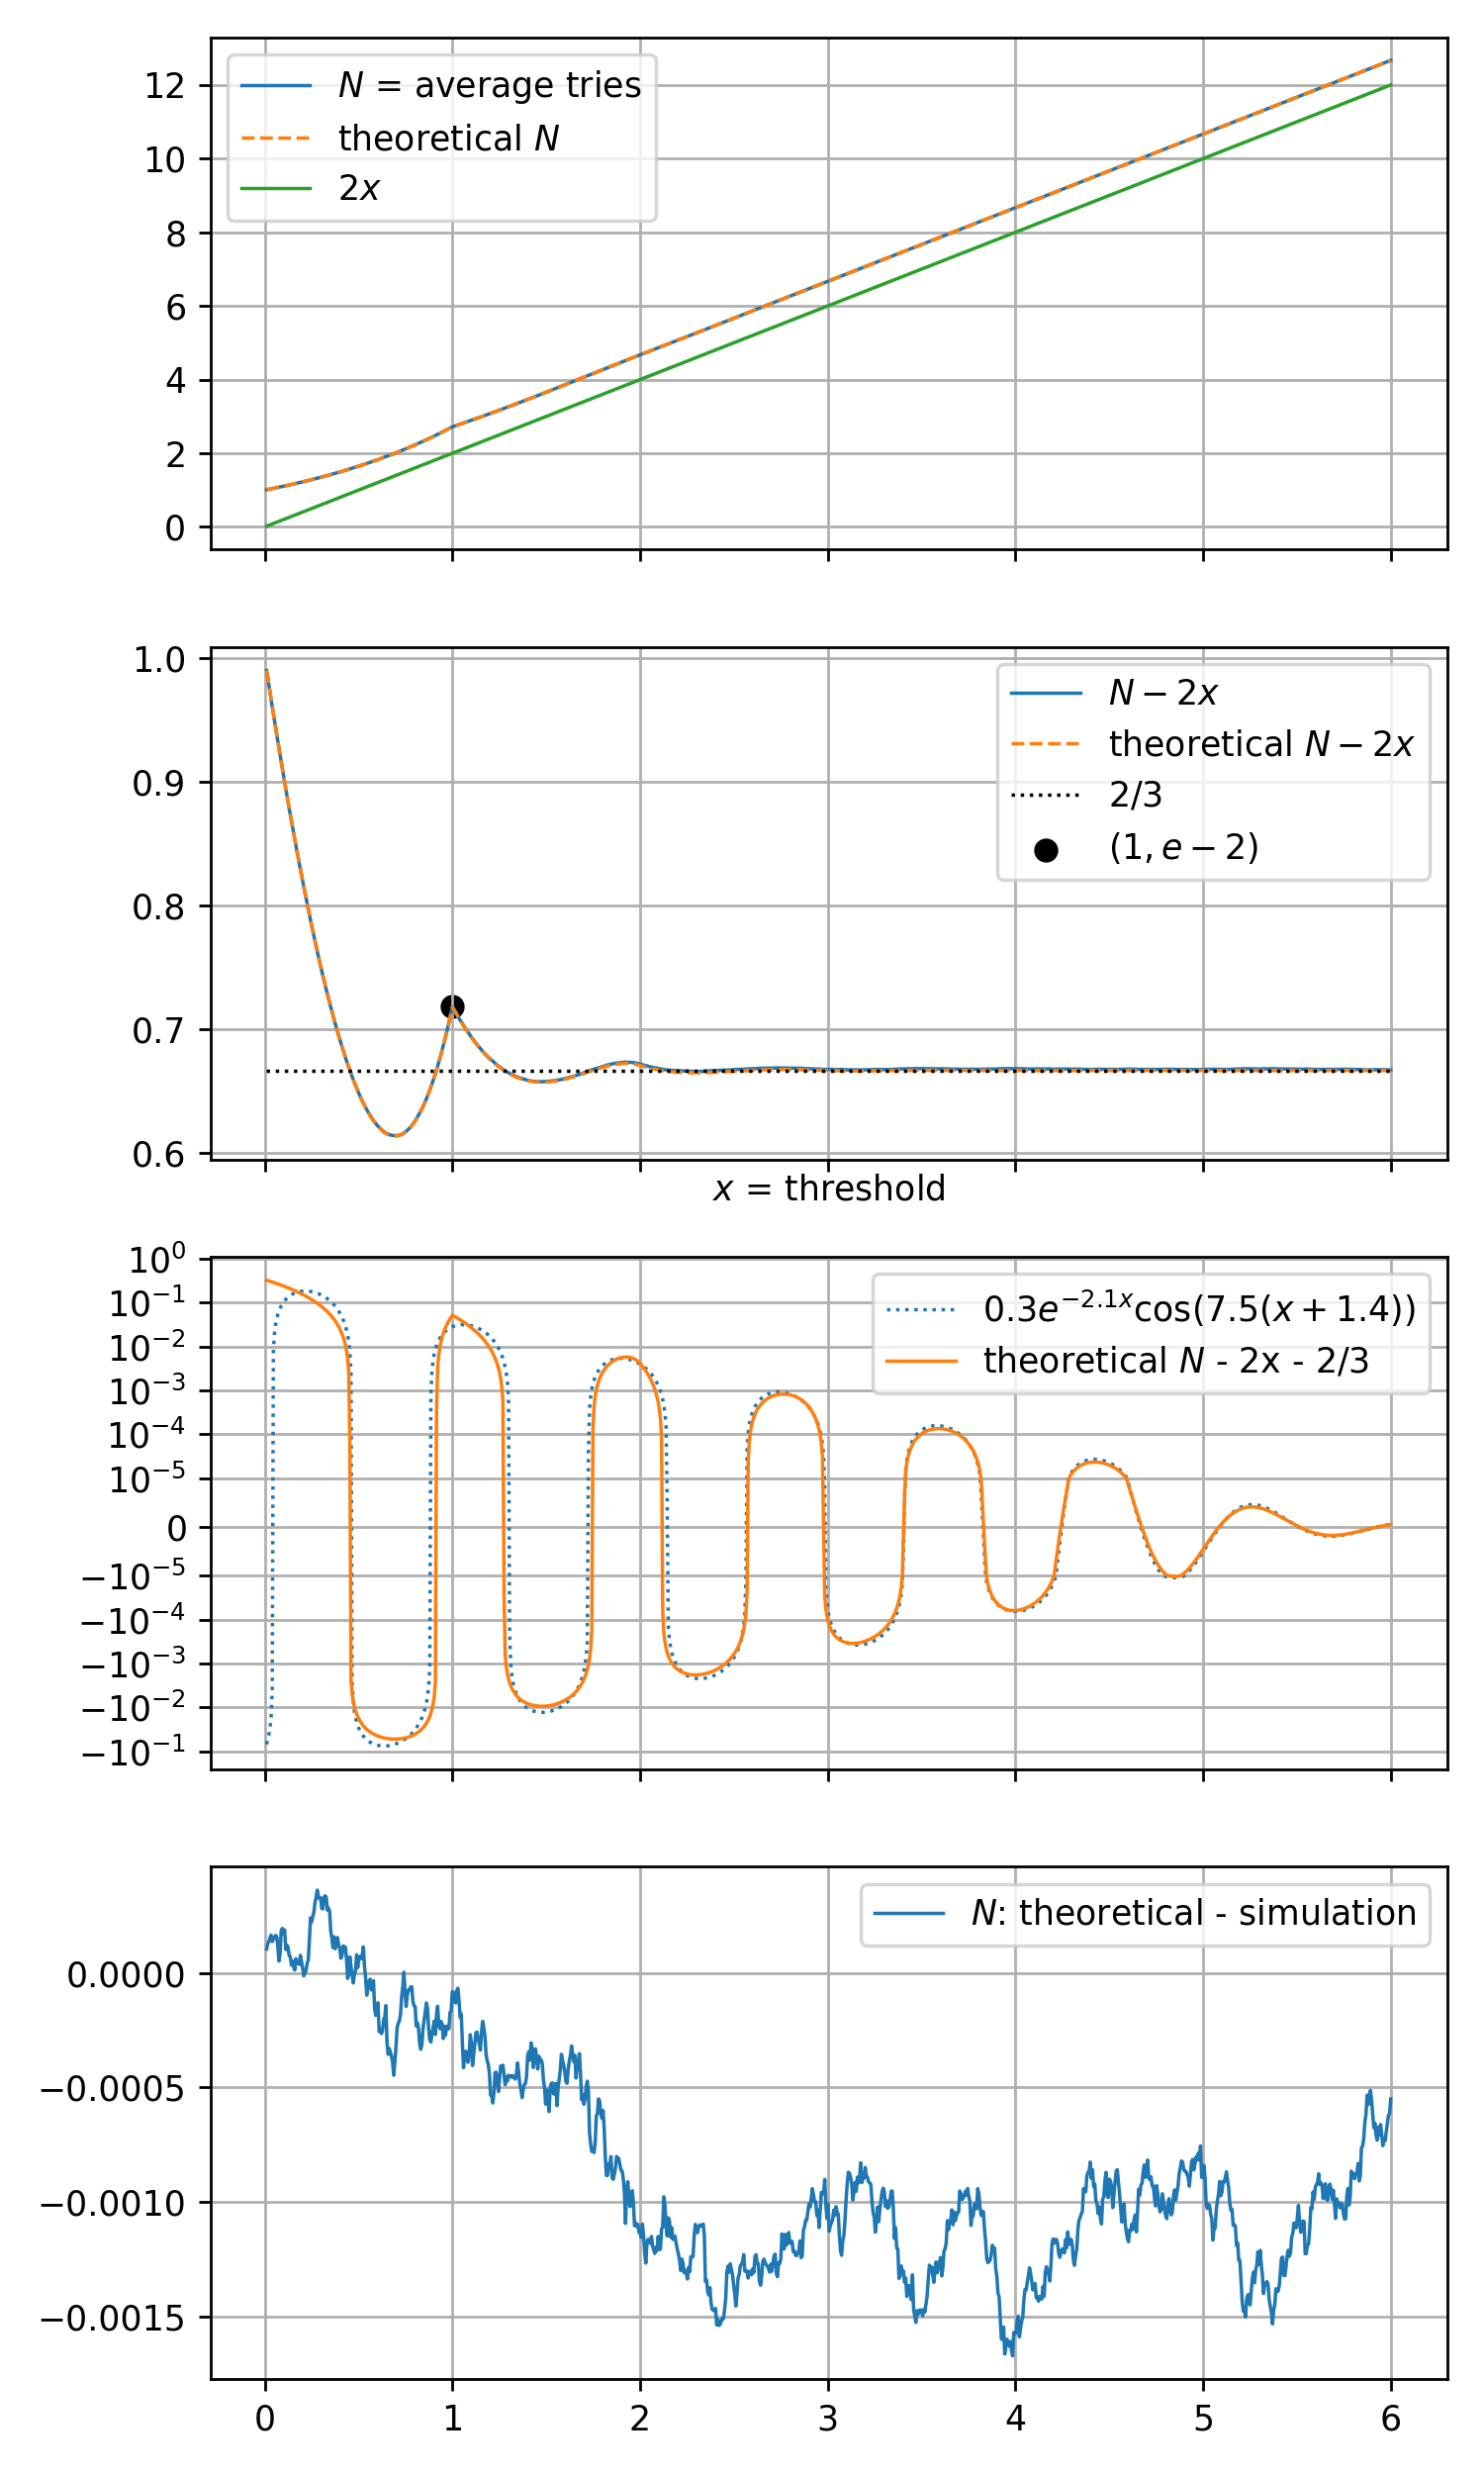 12
10
8
6
4
2
0
N = average tries
theoretical N
2x
1.0
0.9
0.8
0.7
0.6
N − 2x
theoretical N − 2x
2/3
(1, e − 2)
x = threshold
10⁰
10⁻¹
10⁻²
10⁻³
10⁻⁴
10⁻⁵
0
−10⁻⁵
−10⁻⁴
−10⁻³
−10⁻²
−10⁻¹
0.3e⁻²·¹ˣcos(7.5(x + 1.4))
theoretical N - 2x - 2/3
0.0000
−0.0005
−0.0010
−0.0015
N: theoretical - simulation
0 1 2 3 4 5 6